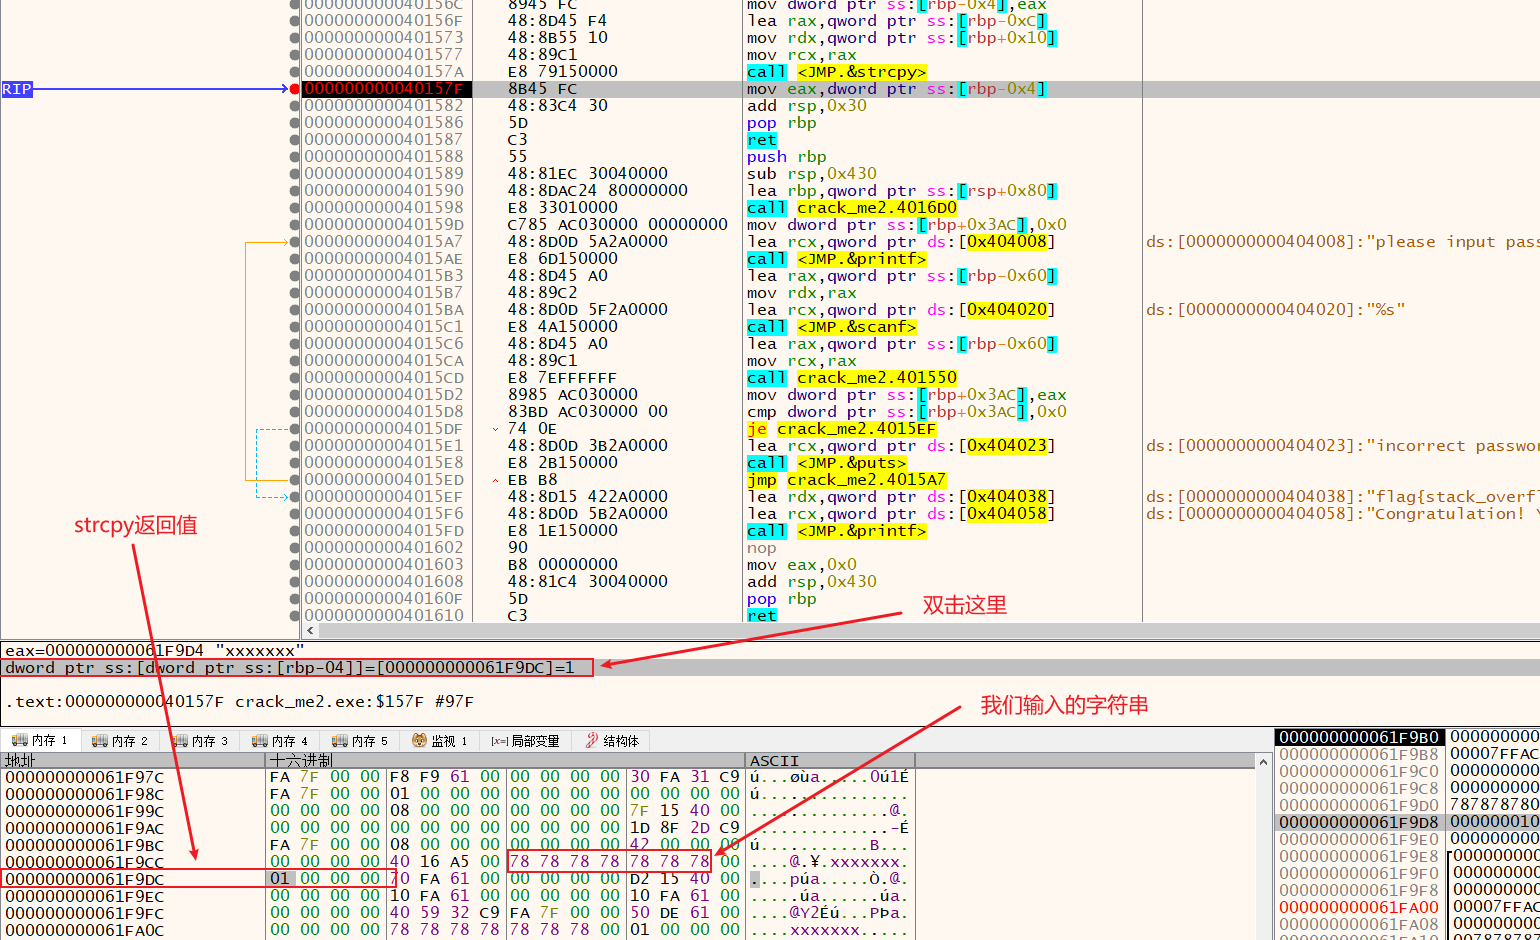 000000000040156C 8945 FC mov dword ptr ss:[rbp-0x4],eax
000000000040156F 48:8D45 F4 lea rax,qword ptr ss:[rbp-0xC]
0000000000401573 48:8B55 10 mov rdx,qword ptr ss:[rbp+0x10]
0000000000401577 48:89C1 mov rcx,rax
000000000040157A E8 79150000 call <JMP.&strcpy>
RIP 000000000040157F 8B45 FC mov eax,dword ptr ss:[rbp-0x4]
0000000000401582 48:83C4 30 add rsp,0x30
0000000000401586 5D pop rbp
0000000000401587 C3 ret
0000000000401588 55 push rbp
0000000000401589 48:81EC 30040000 sub rsp,0x430
0000000000401590 48:8DAC24 80000000 lea rbp,qword ptr ss:[rsp+0x80]
0000000000401598 E8 33010000 call crack_me2.4016D0
000000000040159D C785 AC030000 00000000 mov dword ptr ss:[rbp+0x3AC],0x0
00000000004015A7 48:8D0D 5A2A0000 lea rcx,qword ptr ds:[0x404008] ds:[0000000000404008]:"please input pass
00000000004015AE E8 6D150000 call <JMP.&printf>
00000000004015B3 48:8D45 A0 lea rax,qword ptr ss:[rbp-0x60]
00000000004015B7 48:89C2 mov rdx,rax
00000000004015BA 48:8D0D 5F2A0000 lea rcx,qword ptr ds:[0x404020] ds:[0000000000404020]:"%s"
00000000004015C1 E8 4A150000 call <JMP.&scanf>
00000000004015C6 48:8D45 A0 lea rax,qword ptr ss:[rbp-0x60]
00000000004015CA 48:89C1 mov rcx,rax
00000000004015CD E8 7EFFFFFF call crack_me2.401550
00000000004015D2 8985 AC030000 mov dword ptr ss:[rbp+0x3AC],eax
00000000004015D8 83BD AC030000 00 cmp dword ptr ss:[rbp+0x3AC],0x0
00000000004015DF 74 0E je crack_me2.4015EF
00000000004015E1 48:8D0D 3B2A0000 lea rcx,qword ptr ds:[0x404023] ds:[0000000000404023]:"incorrect passwor
00000000004015E8 E8 2B150000 call <JMP.&puts>
00000000004015ED EB B8 jmp crack_me2.4015A7
00000000004015EF 48:8D15 422A0000 lea rdx,qword ptr ds:[0x404038] ds:[0000000000404038]:"flag{stack_overfl
00000000004015F6 48:8D0D 5B2A0000 lea rcx,qword ptr ds:[0x404058] ds:[0000000000404058]:"Congratulation! Y
00000000004015FD E8 1E150000 call <JMP.&printf>
0000000000401602 90 nop
0000000000401603 B8 00000000 mov eax,0x0
0000000000401608 48:81C4 30040000 add rsp,0x430
000000000040160F 5D pop rbp
0000000000401610 C3 ret
strcpy返回值
双击这里
eax=000000000061F9D4 "xxxxxxx"
dword ptr ss:[dword ptr ss:[rbp-04]]=[000000000061F9DC]=1
.text:000000000040157F crack_me2.exe:$157F #97F
我们输入的字符串
内存 1 内存 2 内存 3 内存 4 内存 5 监视 1 [x=] 局部变量 结构体
地址 十六进制 ASCII
000000000061F97C FA 7F 00 00 F8 F9 61 00 00 00 00 00 30 FA 31 C9 ú...øùa.....0ú1É
000000000061F98C FA 7F 00 00 01 00 00 00 00 00 00 00 00 00 00 00 ú...............
000000000061F99C 00 00 00 00 08 00 00 00 00 00 00 00 7F 15 40 00 ..............@.
000000000061F9AC 00 00 00 00 00 00 00 00 00 00 00 00 1D 8F 2D C9 ..............-É
000000000061F9BC FA 7F 00 00 08 00 00 00 00 00 00 00 42 00 00 00 ú...........B...
000000000061F9CC 00 00 00 00 40 16 A5 00 78 78 78 78 78 78 78 00 ....@.¥.xxxxxxx.
000000000061F9DC 01 00 00 00 70 FA 61 00 00 00 00 00 D2 15 40 00 ....púa.....Ò.@.
000000000061F9EC 00 00 00 00 10 FA 61 00 00 00 00 00 10 FA 61 00 .....úa......úa.
000000000061F9FC 00 00 00 00 40 59 32 C9 FA 7F 00 00 50 DE 61 00 ....@Y2Éú...PÞa.
000000000061FA0C 00 00 00 00 78 78 78 78 78 78 78 00 01 00 00 00 ....xxxxxxx.....
000000000061F9B0 000000000
000000000061F9B8 00007FFAC
000000000061F9C0 000000000
000000000061F9C8 000000000
000000000061F9D0 787878780
000000000061F9D8 000000010
000000000061F9E0 000000000
000000000061F9E8 000000000
000000000061F9F0 000000000
000000000061F9F8 000000000
000000000061FA00 00007FFAC
000000000061FA08 000000000